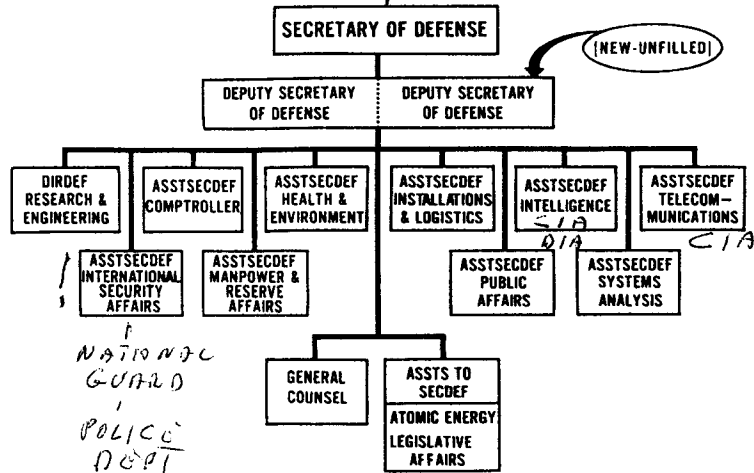 SECRETARY OF DEFENSE
(NEW-UNFILLED)
DEPUTY SECRETARY
OF DEFENSE
DEPUTY SECRETARY
OF DEFENSE
DIRDEF
RESEARCH &
ENGINEERING
ASSTSECDEF
COMPTROLLER
ASSTSECDEF
HEALTH &
ENVIRONMENT
ASSTSECDEF
INSTALLATIONS
& LOGISTICS
ASSTSECDEF
INTELLIGENCE
CIA
DIA
ASSTSECDEF
TELECOM-
MUNICATIONS
CIA
ASSTSECDEF
INTERNATIONAL
SECURITY
AFFAIRS
NATIONAL
GUARD
POLICE
DEPT
ASSTSECDEF
MANPOWER &
RESERVE AFFAIRS
ASSTSECDEF
PUBLIC
AFFAIRS
ASSTSECDEF
SYSTEMS
ANALYSIS
GENERAL
COUNSEL
ASSTS TO
SECDEF
ATOMIC ENERGY
LEGISLATIVE
AFFAIRS